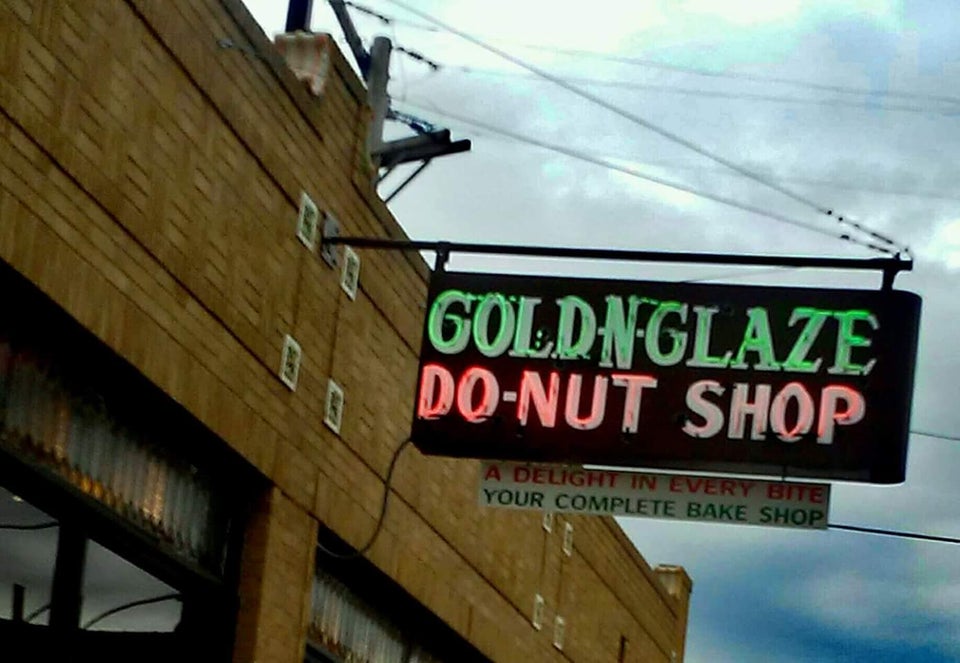 GOLD-N-GLAZE
DO-NUT SHOP
A DELIGHT IN EVERY BITE
YOUR COMPLETE BAKE SHOP